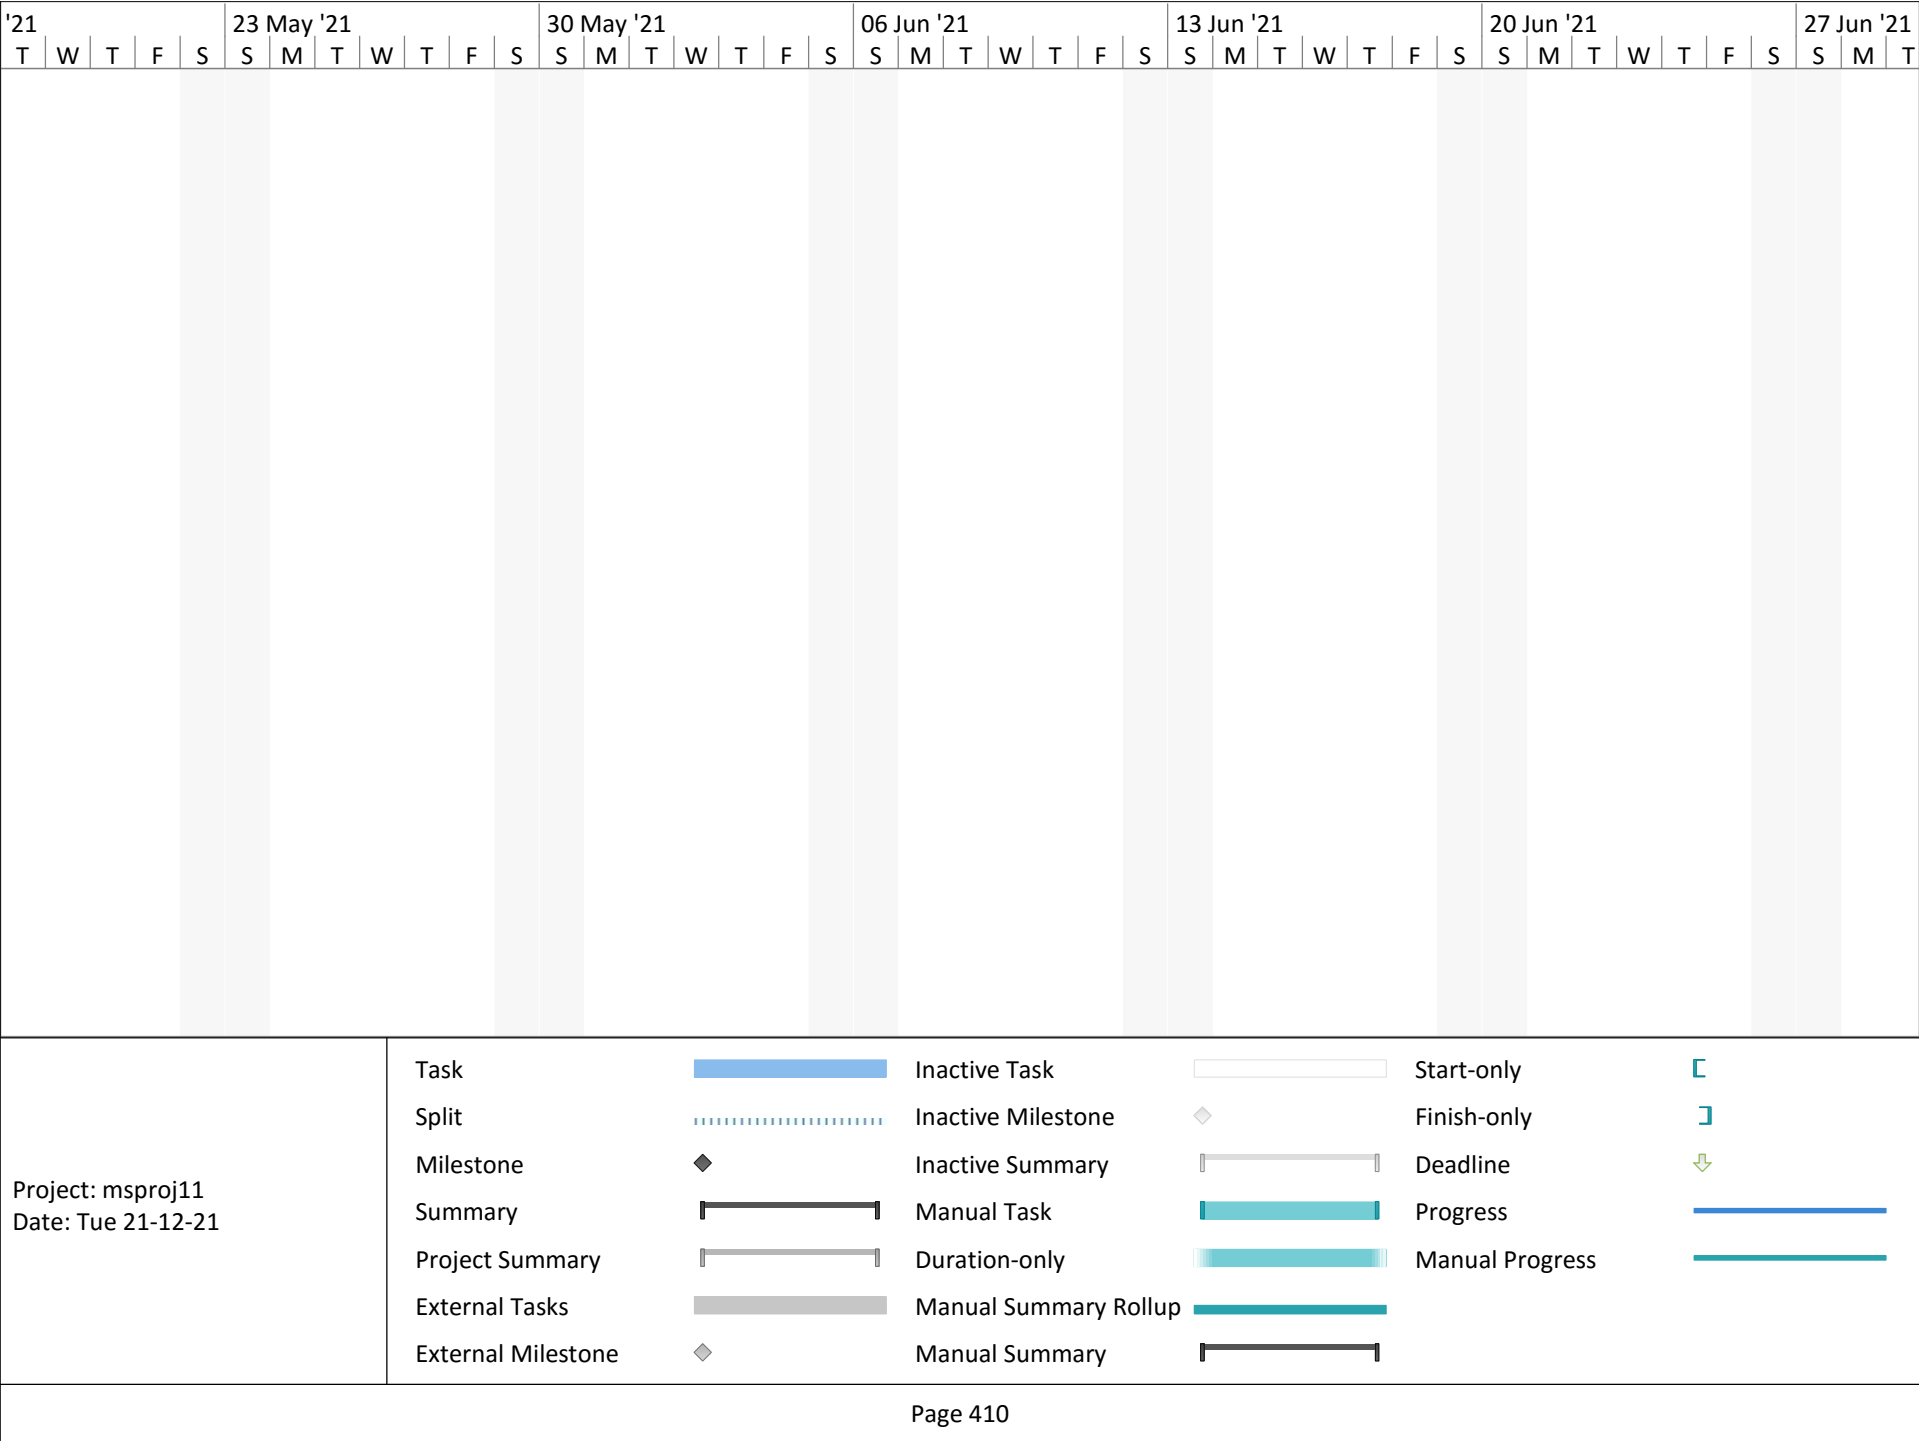 '21 23 May '21 30 May '21 06 Jun '21 13 Jun '21 20 Jun '21 27 Jun '21
T W T F S S M T W T F S S M T W T F S S M T W T F S S M T W T F S S M T W T F S S M T
Project: msproj11
Date: Tue 21-12-21
Task
Split
Milestone
Summary
Project Summary
External Tasks
External Milestone
Inactive Task
Inactive Milestone
Inactive Summary
Manual Task
Duration-only
Manual Summary Rollup
Manual Summary
Start-only
Finish-only
Deadline
Progress
Manual Progress
Page 410